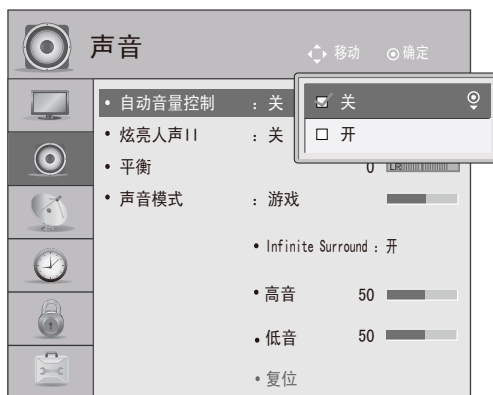 声音
移动 确定
• 自动音量控制 : 关
☑ 关
• 炫亮人声II : 关
☐ 开
• 平衡 0 LR
• 声音模式 : 游戏
• Infinite Surround : 开
• 高音 50
• 低音 50
• 复位